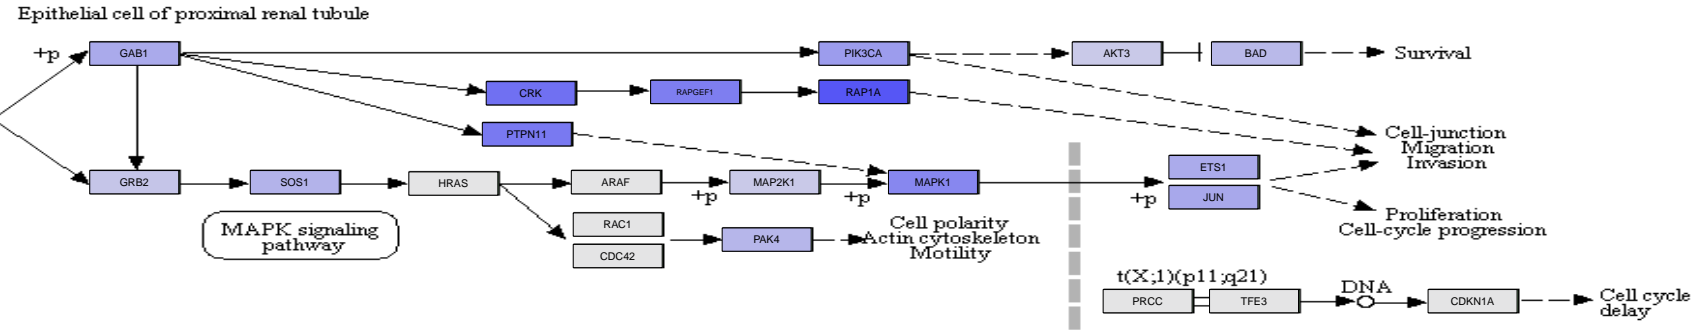 Epithelial cell of proximal renal tubule
+p
GAB1
PIK3CA
AKT3
BAD
Survival
CRK
RAPGEF1
RAP1A
PTPN11
Cell-junction
Migration
Invasion
GRB2
SOS1
HRAS
ARAF
+p
MAP2K1
+p
MAPK1
+p
ETS1
JUN
MAPK signaling
pathway
RAC1
CDC42
PAK4
Cell polarity
Actin cytoskeleton
Motility
Proliferation
Cell-cycle progression
t(X;1)(p11;q21)
PRCC
TFE3
DNA
CDKN1A
Cell cycle
delay